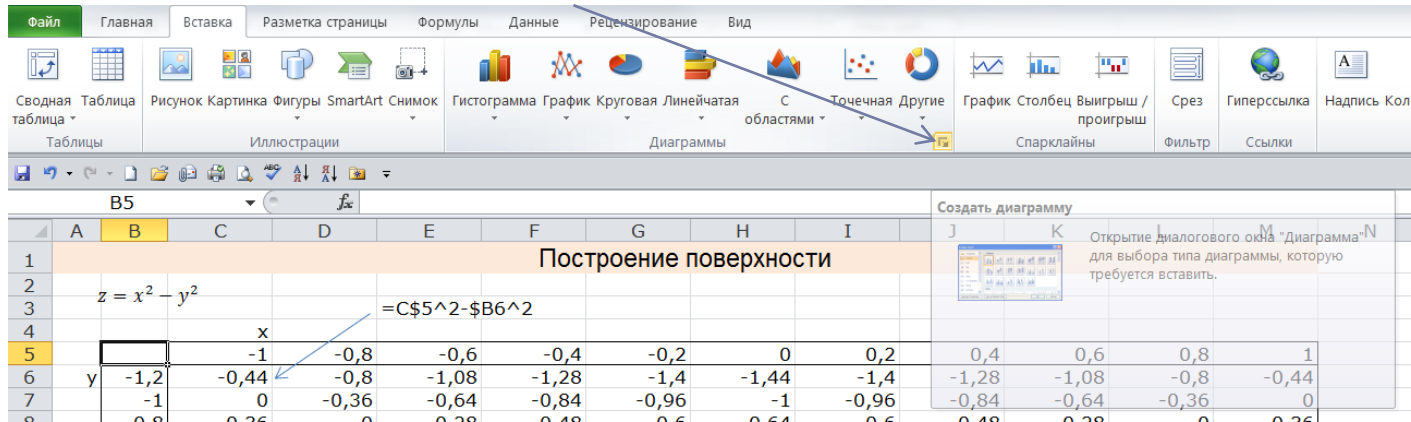 Файл Главная Вставка Разметка страницы Формулы Данные Рецензирование Вид
Сводная Таблица Рисунок Картинка Фигуры SmartArt Снимок Гистограмма График Круговая Линейчатая С Точечная Другие График Столбец Выигрыш / Срез Гиперссылка Надпись Кол
таблица областями проигрыш
Таблицы Иллюстрации Диаграммы Спарклайны Фильтр Ссылки
B5 fx
Создать диаграмму
Открытие диалогового окна "Диаграмма"
для выбора типа диаграммы, которую
требуется вставить.
A B C D E F G H I J K L M N
1 Построение поверхности
2
z = x² − y²
3 =C$5^2-$B6^2
4 x
5 -1 -0,8 -0,6 -0,4 -0,2 0 0,2 0,4 0,6 0,8 1
6 y -1,2 -0,44 -0,8 -1,08 -1,28 -1,4 -1,44 -1,4 -1,28 -1,08 -0,8 -0,44
7 -1 0 -0,36 -0,64 -0,84 -0,96 -1 -0,96 -0,84 -0,64 -0,36 0